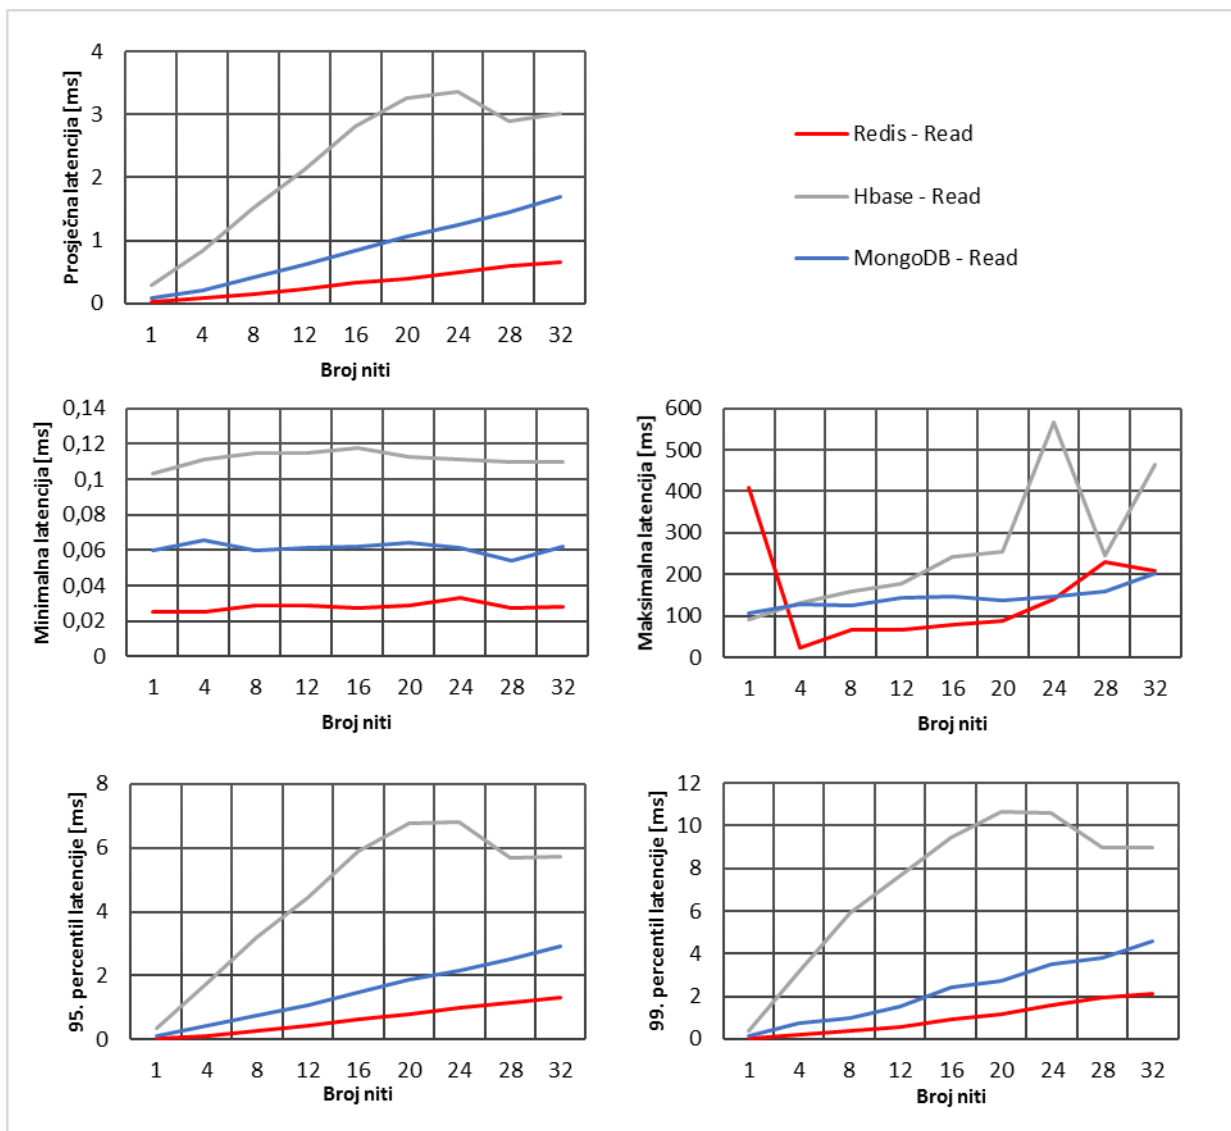 Prosječna latencija [ms]
4
3
2
1
0
1 4 8 12 16 20 24 28 32
Broj niti
Redis - Read
Hbase - Read
MongoDB - Read
Minimalna latencija [ms]
0,14
0,12
0,1
0,08
0,06
0,04
0,02
0
1 4 8 12 16 20 24 28 32
Broj niti
Maksimalna latencija [ms]
600
500
400
300
200
100
0
1 4 8 12 16 20 24 28 32
Broj niti
95. percentil latencije [ms]
8
6
4
2
0
1 4 8 12 16 20 24 28 32
Broj niti
99. percentil latencije [ms]
12
10
8
6
4
2
0
1 4 8 12 16 20 24 28 32
Broj niti